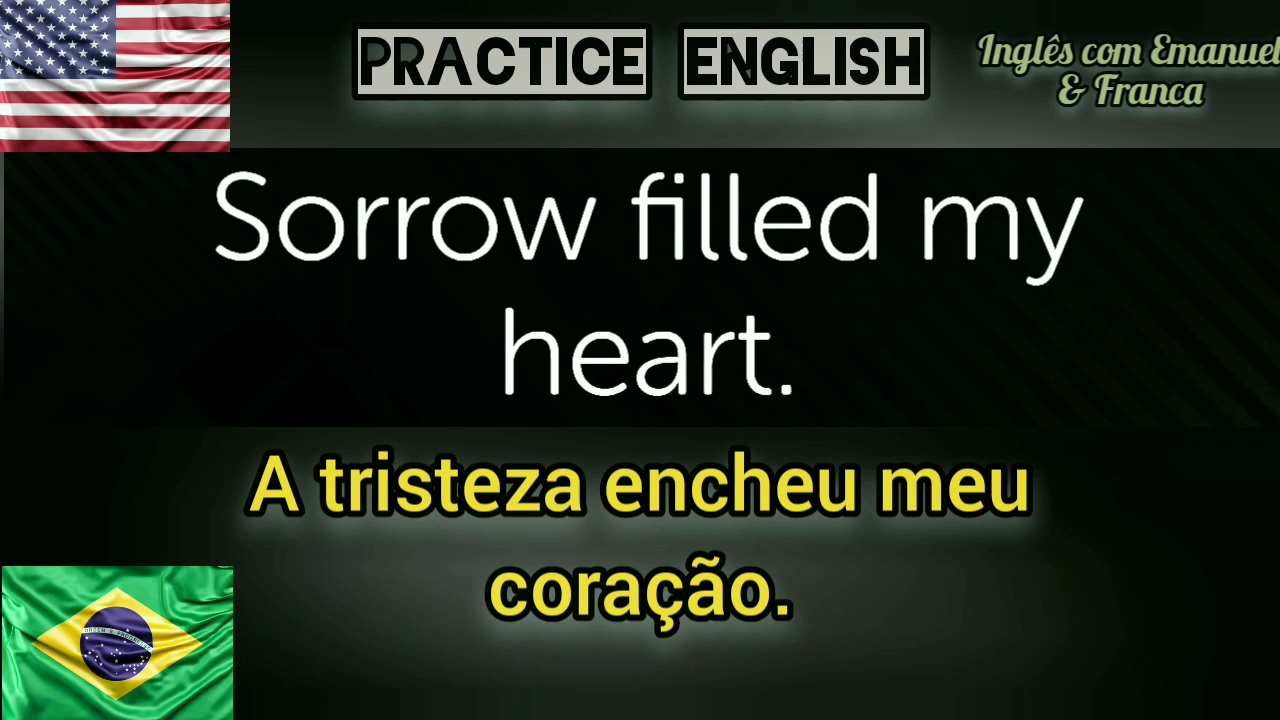 PRACTICE ENGLISH
Inglês com Emanuel
& Franca
Sorrow filled my
heart.
A tristeza encheu meu
coração.